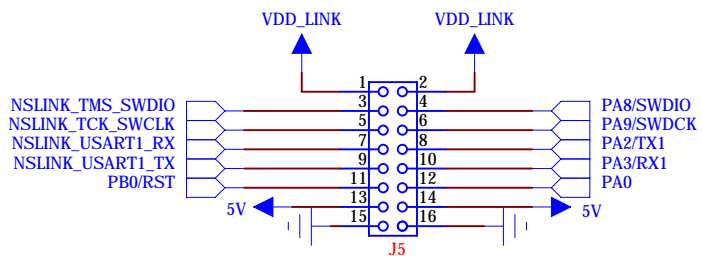 VDD_LINK VDD_LINK
1 2
NSLINK_TMS_SWDIO 3 4 PA8/SWDIO
NSLINK_TCK_SWCLK 5 6 PA9/SWDCK
NSLINK_USART1_RX 7 8 PA2/TX1
NSLINK_USART1_TX 9 10 PA3/RX1
PB0/RST 11 12 PA0
5V 13 14 5V
15 16
J5